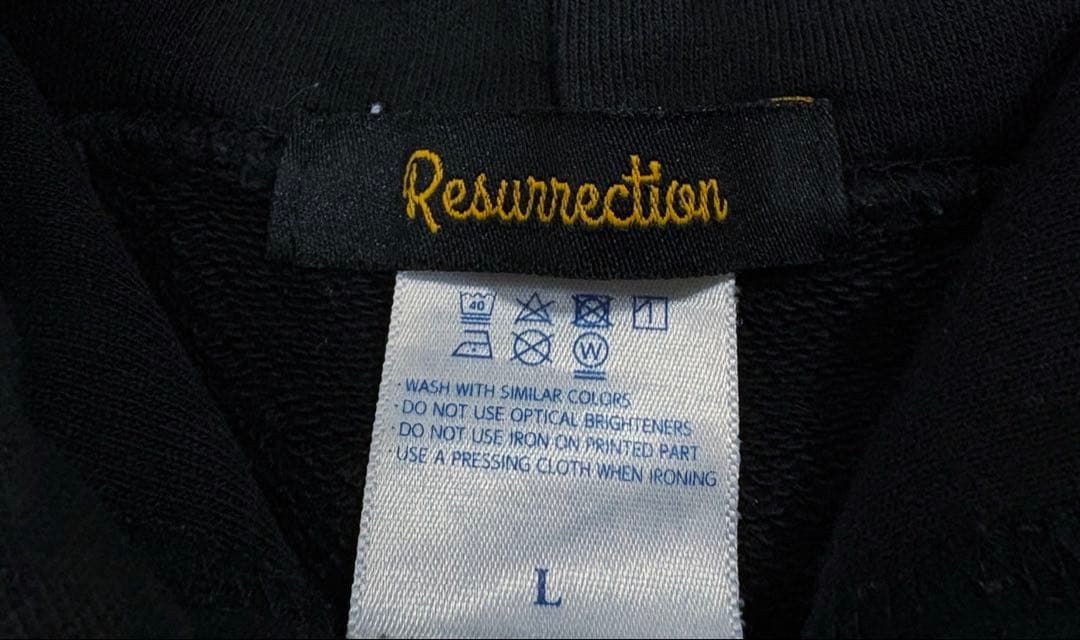 Resurrection
40
W
· WASH WITH SIMILAR COLORS
· DO NOT USE OPTICAL BRIGHTENERS
· DO NOT USE IRON ON PRINTED PART
· USE A PRESSING CLOTH WHEN IRONING
L